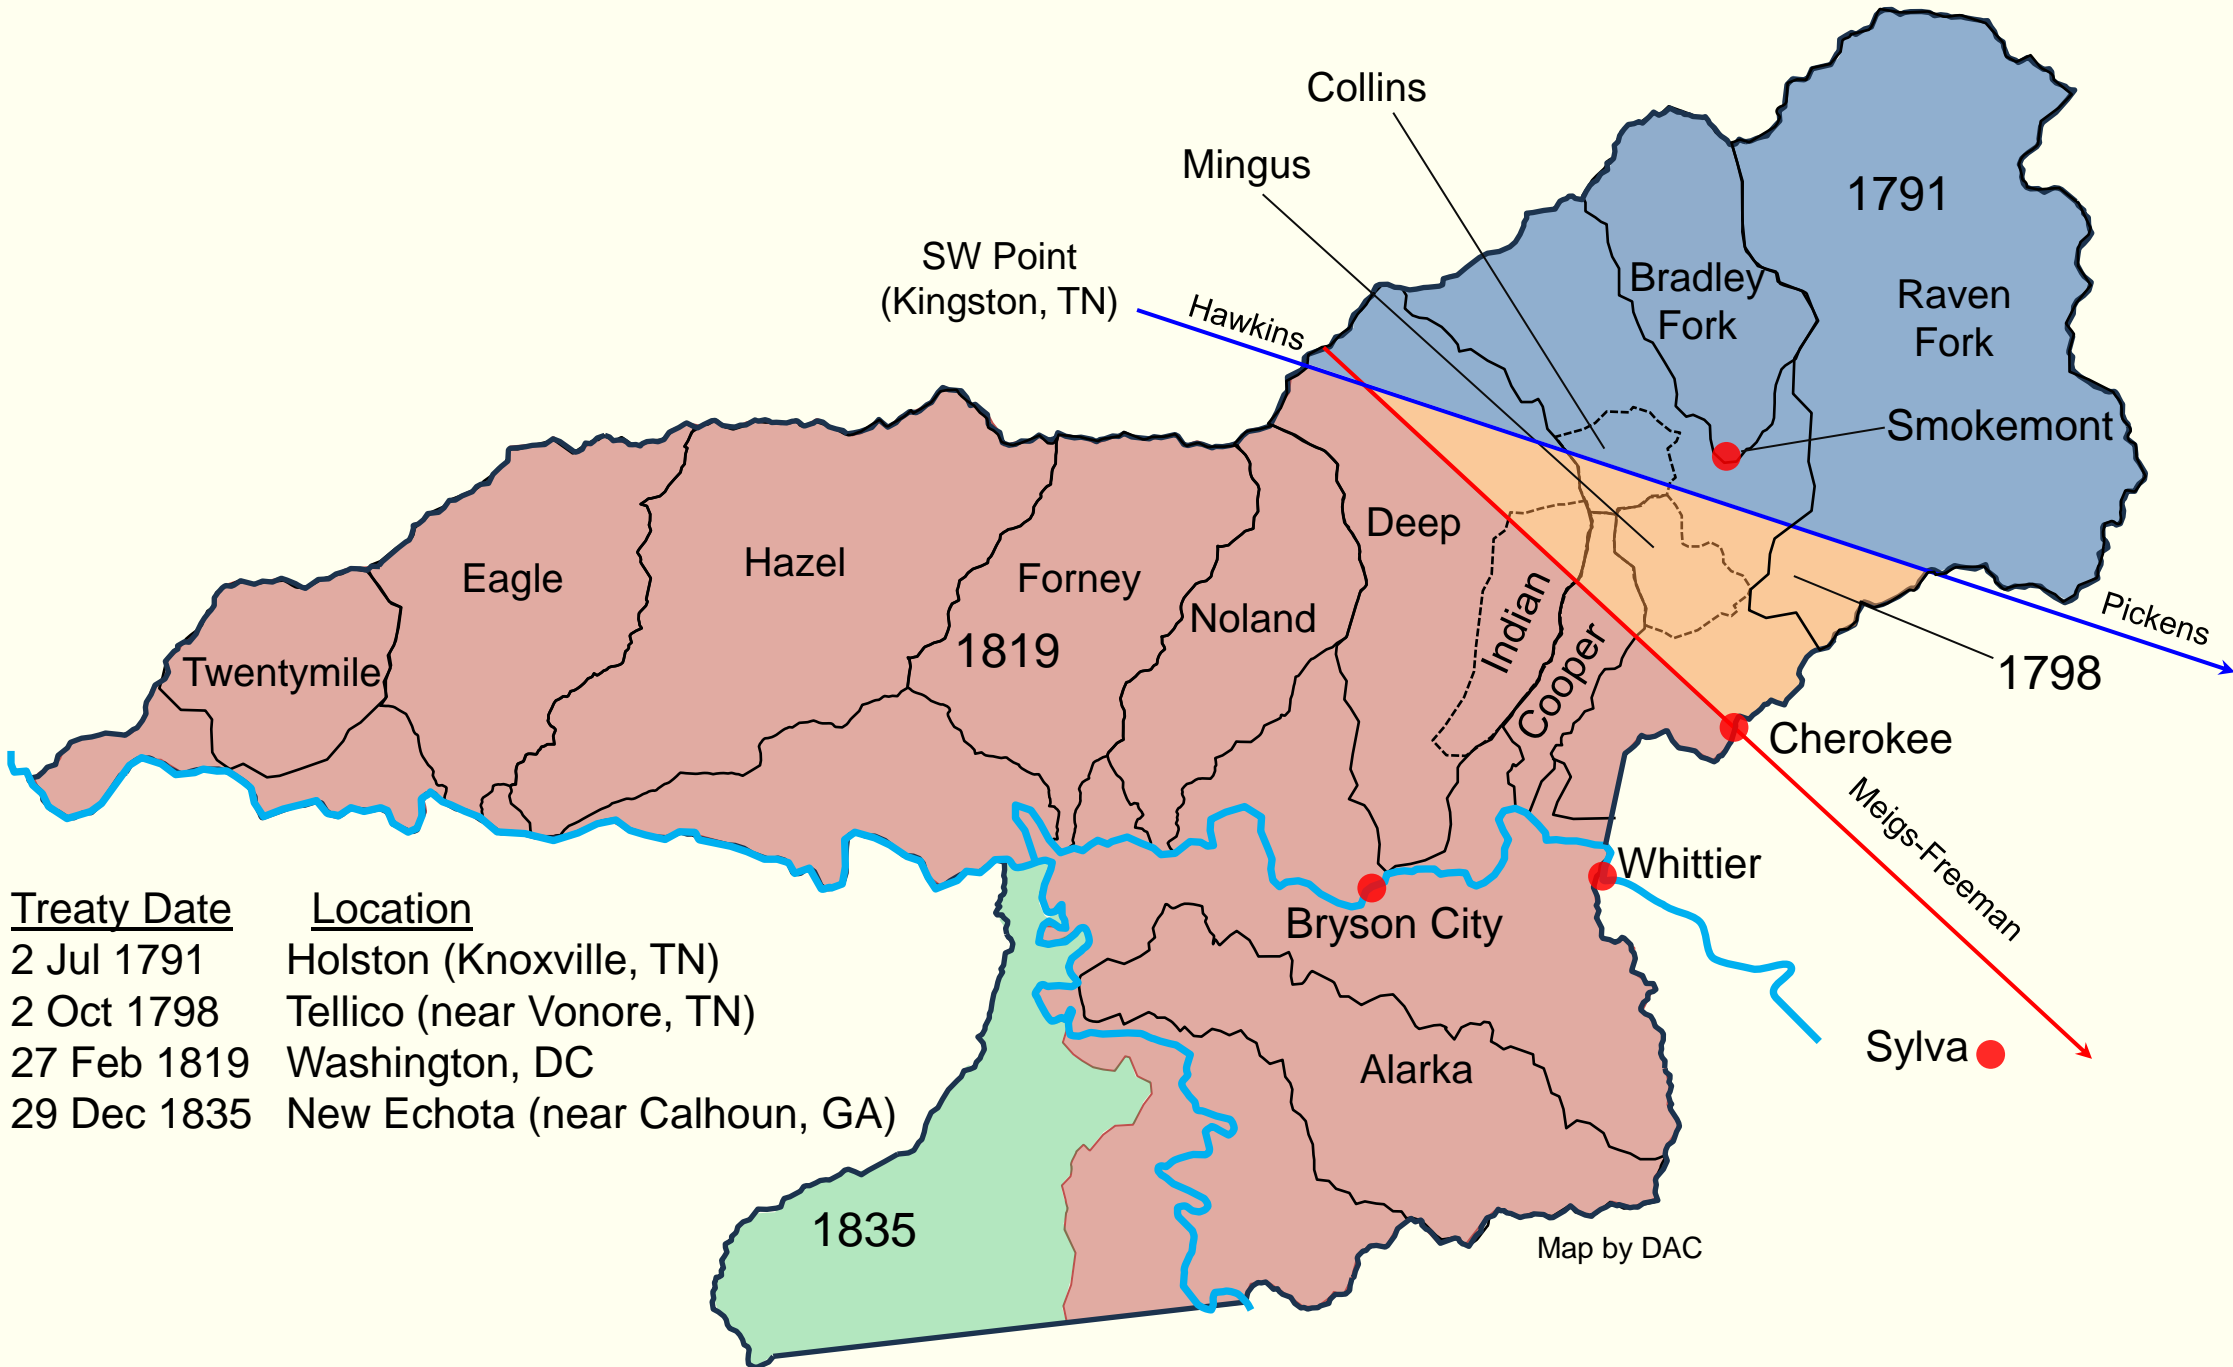 Collins
Mingus
1791
SW Point
(Kingston, TN)
Hawkins
Bradley
Fork
Raven
Fork
Smokemont
Deep
Eagle
Hazel
Forney
Noland
Indian
Cooper
1819
Twentymile
Pickens
1798
Cherokee
Meigs-Freeman
Whittier
Bryson City
Sylva
Alarka
Treaty Date Location
2 Jul 1791 Holston (Knoxville, TN)
2 Oct 1798 Tellico (near Vonore, TN)
27 Feb 1819 Washington, DC
29 Dec 1835 New Echota (near Calhoun, GA)
1835
Map by DAC